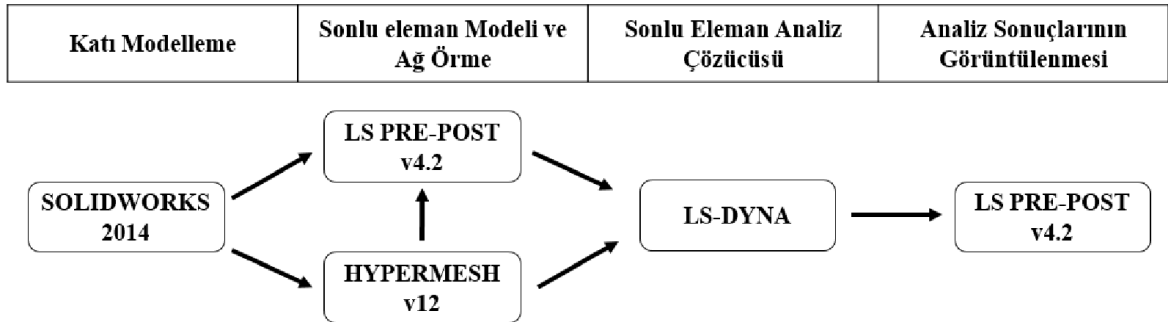 Katı Modelleme
Sonlu eleman Modeli ve
Ağ Örme
Sonlu Eleman Analiz
Çözücüsü
Analiz Sonuçlarının
Görüntülenmesi
SOLIDWORKS
2014
LS PRE-POST
v4.2
HYPERMESH
v12
LS-DYNA
LS PRE-POST
v4.2